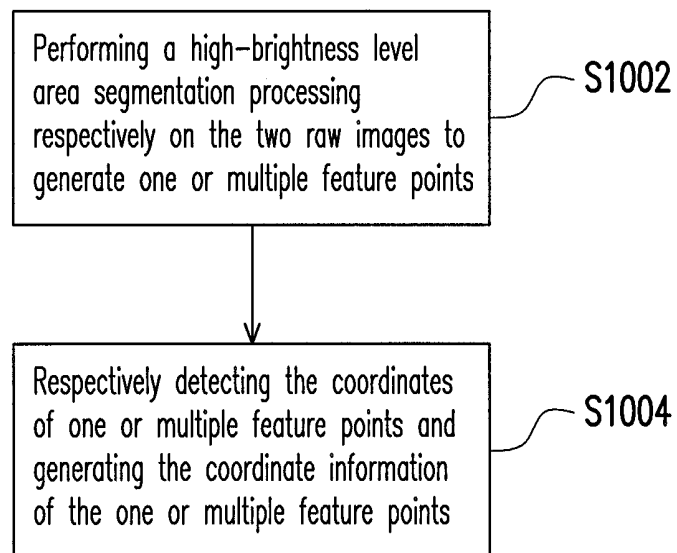 Performing a high-brightness level
area segmentation processing
respectively on the two raw images to
generate one or multiple feature points
S1002
Respectively detecting the coordinates
of one or multiple feature points and
generating the coordinate information
of the one or multiple feature points
S1004